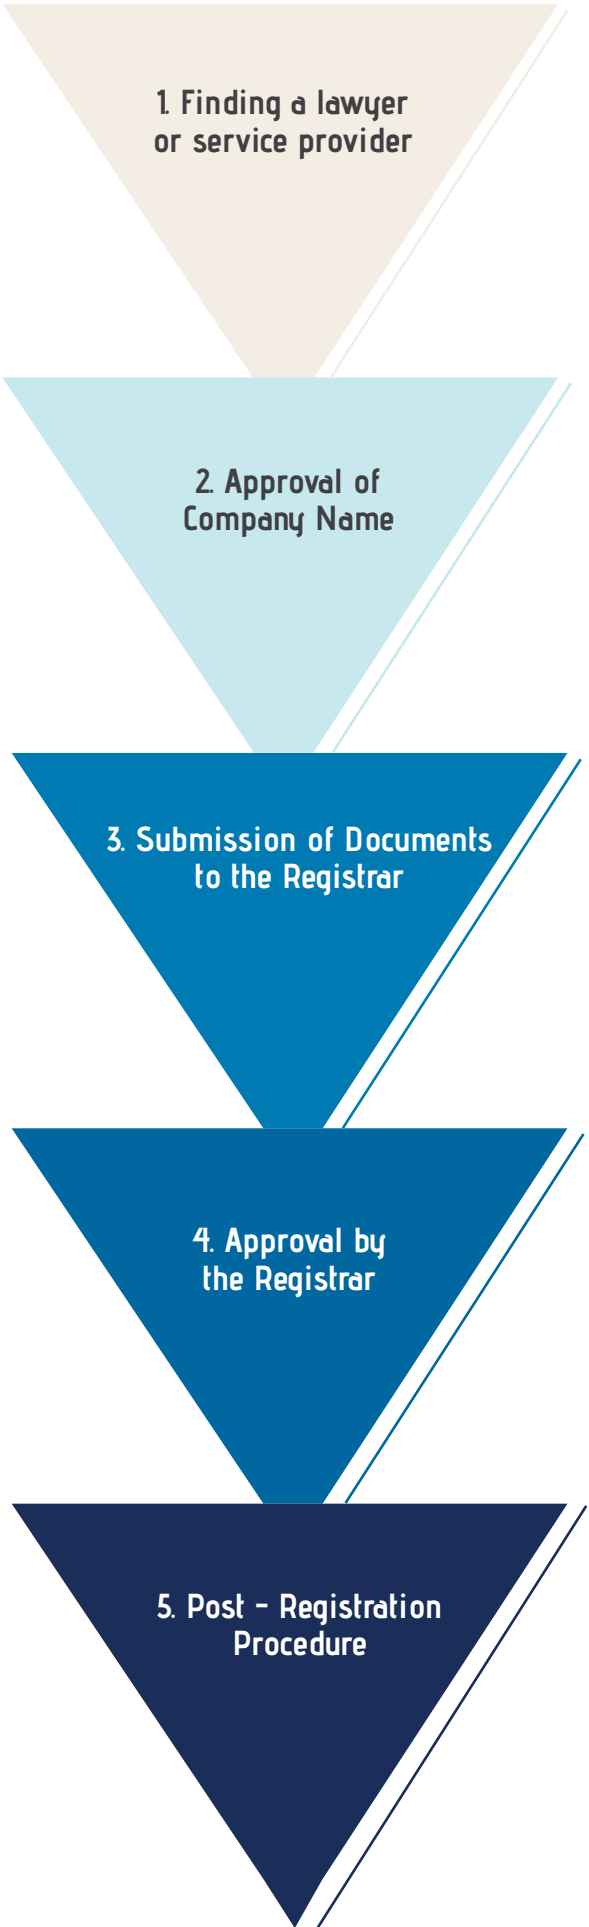 1. Finding a lawyer
or service provider
2. Approval of
Company Name
3. Submission of Documents
to the Registrar
4. Approval by
the Registrar
5. Post - Registration
Procedure